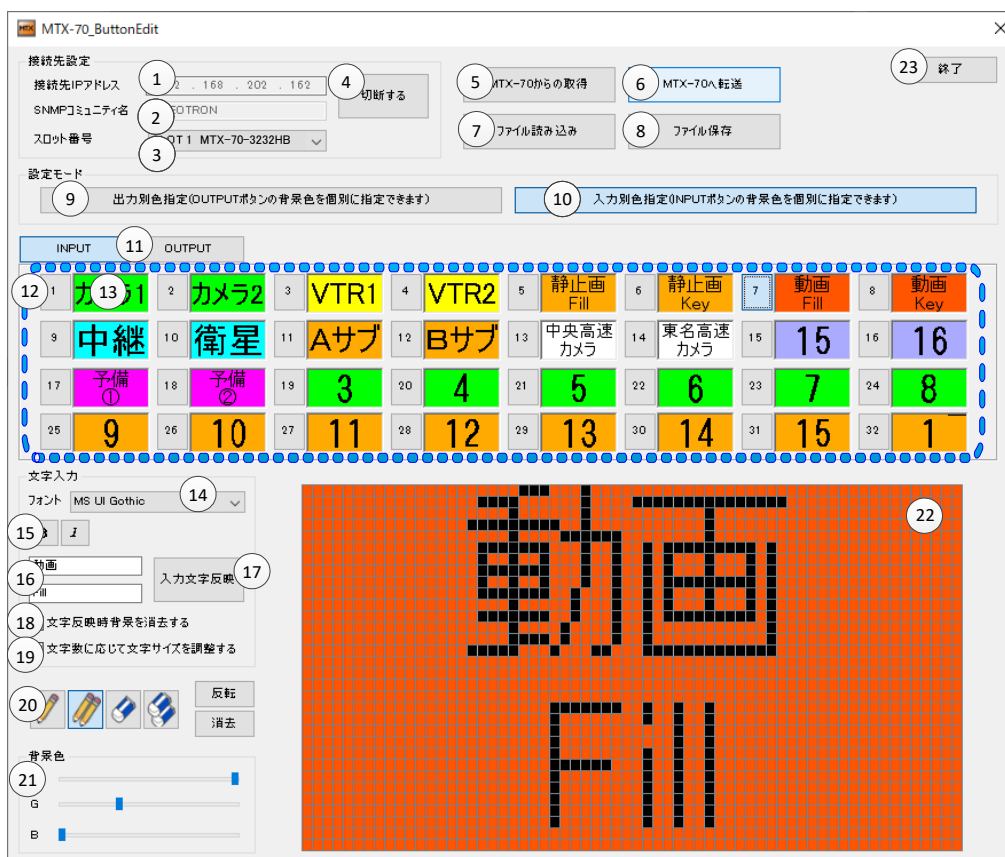 MTX-70_ButtonEdit
接続先設定
接続先IPアドレス ① . 168 . 202 . 162
④ 切断する
SNMPコミュニティ名 ② OTRON
スロット番号 ③ OT1 MTX-70-3232HB
⑤ MTX-70からの取得
⑥ MTX-70へ転送
㉓ 終了
⑦ ファイル読み込み
⑧ ファイル保存
設定モード
⑨ 出力別色指定(OUTPUTボタンの背景色を個別に指定できます)
⑩ 入力別色指定(INPUTボタンの背景色を個別に指定できます)
INPUT ⑪ OUTPUT
⑫ 1 カメラ1 ⑬ 2 カメラ2 3 VTR1 4 VTR2 5 静止画 Fill 6 静止画 Key 7 動画 Fill 8 動画 Key
9 中継 10 衛星 11 Aサブ 12 Bサブ 13 中央高速カメラ 14 東名高速カメラ 15 15 16 16
17 予備① 18 予備② 19 3 20 4 21 5 22 6 23 7 24 8
25 9 26 10 27 11 28 12 29 13 30 14 31 15 32 1
文字入力
フォント MS UI Gothic ⑭
⑮ B I
⑯ 動画
Fill
入力文字反映 ⑰
⑱ 文字反映時背景を消去する
⑲ 文字数に応じて文字サイズを調整する
⑳
反転
消去
背景色
㉑
G
B
㉒
動画
Fill